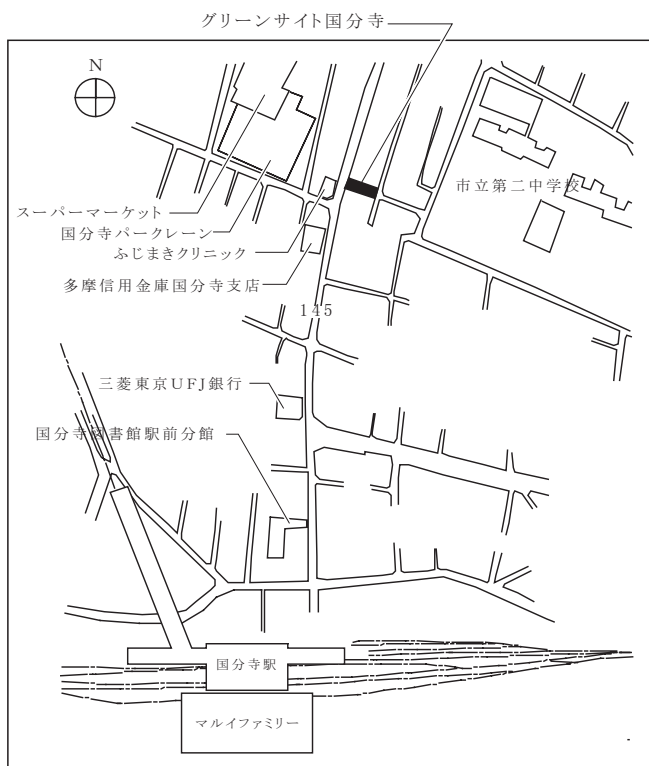 グリーンサイト国分寺
N
市立第二中学校
スーパーマーケット
国分寺パークレーン
ふじまきクリニック
多摩信用金庫国分寺支店
145
三菱東京UFJ銀行
国分寺図書館駅前分館
国分寺駅
マルイファミリー